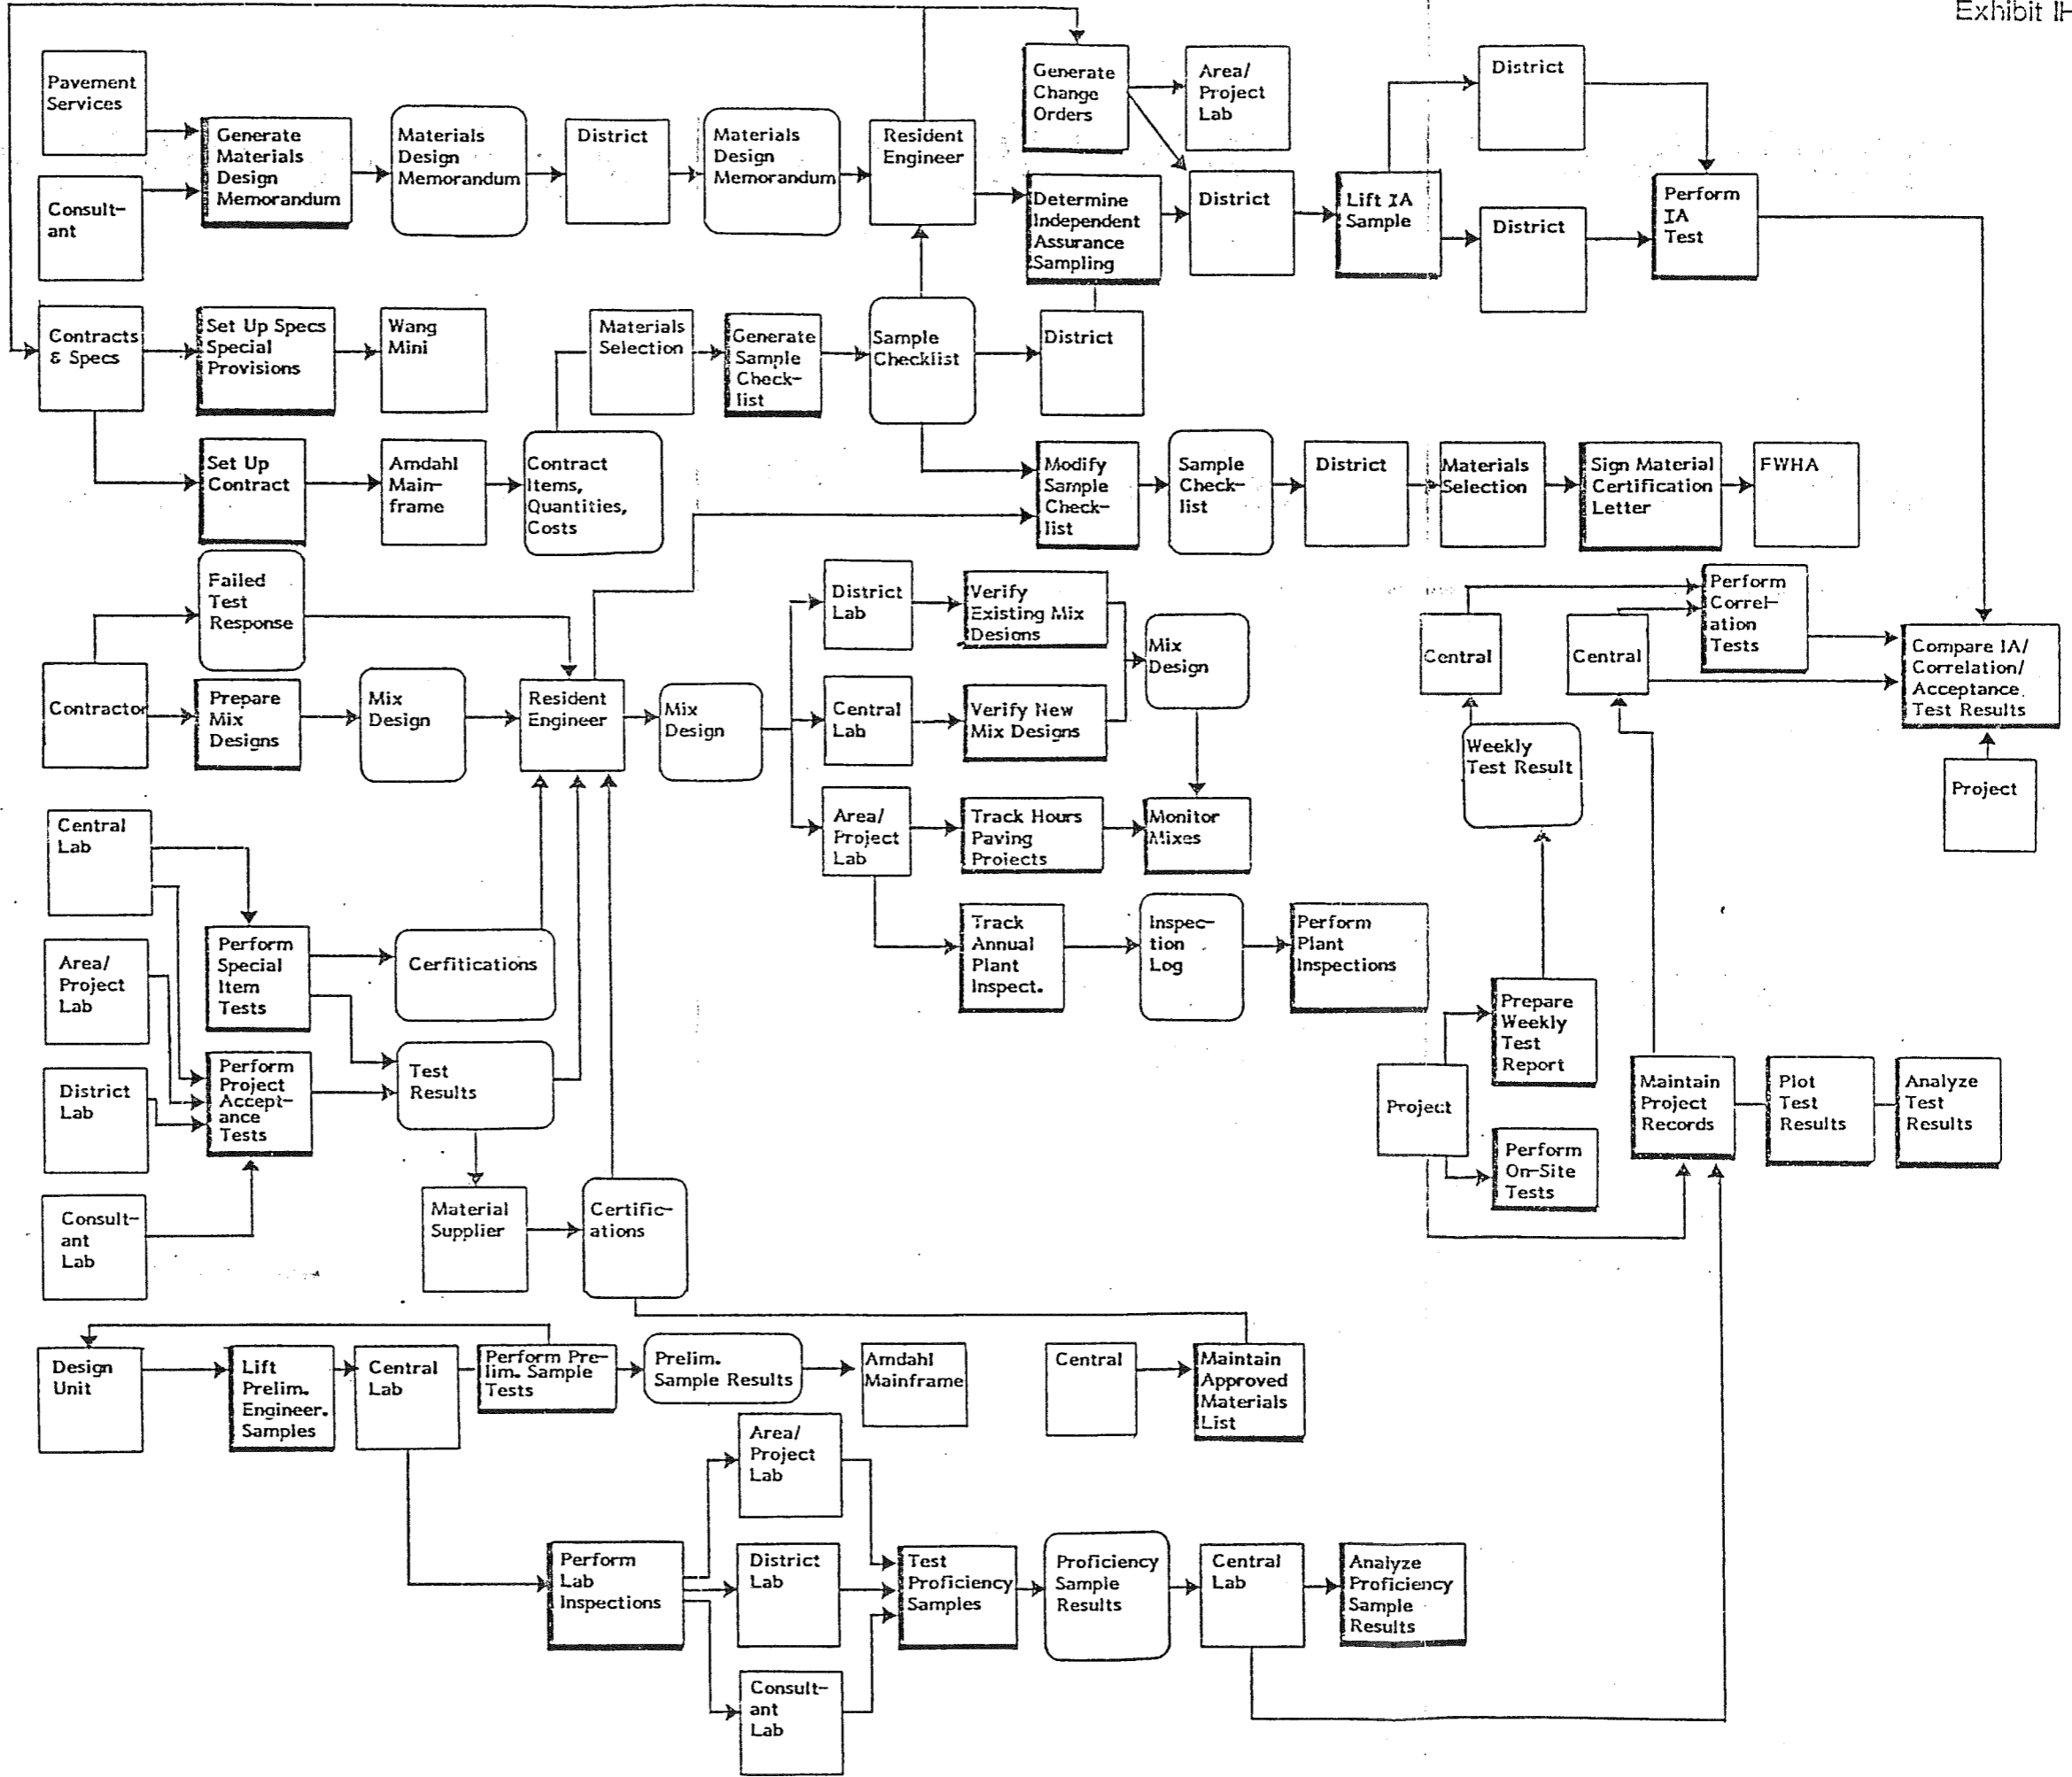 Exhibit II
Pavement
Services
Generate
Materials
Design
Memorandum
Materials
Design
Memorandum
District
Materials
Design
Memorandum
Resident
Engineer
Generate
Change
Orders
Area/
Project
Lab
District
Consult-
ant
Determine
Independent
Assurance
Sampling
District
Lift IA
Sample
District
Perform
IA
Test
Contracts
& Specs
Set Up Specs
Special
Provisions
Wang
Mini
Materials
Selection
Generate
Sample
Check-
list
Sample
Checklist
District
Set Up
Contract
Amdahl
Main-
frame
Contract
Items,
Quantities,
Costs
Modify
Sample
Check-
list
Sample
Check-
list
District
Materials
Selection
Sign Material
Certification
Letter
FWHA
Failed
Test
Response
District
Lab
Verify
Existing Mix
Designs
Mix
Design
Central
Central
Perform
Correl-
ation
Tests
Compare IA/
Correlation/
Acceptance
Test Results
Contractor
Prepare
Mix
Designs
Mix
Design
Resident
Engineer
Mix
Design
Central
Lab
Verify New
Mix Designs
Weekly
Test Result
Project
Central
Lab
Area/
Project
Lab
Track Hours
Paving
Projects
Monitor
Mixes
Perform
Special
Item
Tests
Cerfitications
Track
Annual
Plant
Inspect.
Inspec-
tion
Log
Perform
Plant
Inspections
Area/
Project
Lab
Prepare
Weekly
Test
Report
District
Lab
Perform
Project
Accept-
ance
Tests
Test
Results
Project
Maintain
Project
Records
Plot
Test
Results
Analyze
Test
Results
Perform
On-Site
Tests
Consult-
ant
Lab
Material
Supplier
Certific-
ations
Design
Unit
Lift
Prelim.
Engineer.
Samples
Central
Lab
Perform Pre-
lim. Sample
Tests
Prelim.
Sample Results
Amdahl
Mainframe
Central
Maintain
Approved
Materials
List
Area/
Project
Lab
Perform
Lab
Inspections
District
Lab
Test
Proficiency
Samples
Proficiency
Sample
Results
Central
Lab
Analyze
Proficiency
Sample
Results
Consult-
ant
Lab